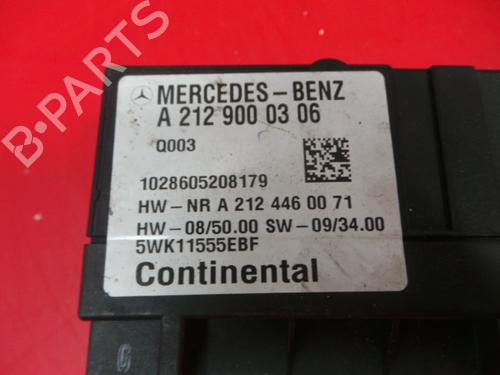 MERCEDES-BENZ
A 212 900 03 06
Q003
1028605208179
HW-NR A 212 446 00 71
HW-08/50.00 SW-09/34.00
5WK11555EBF
Continental
B PARTS